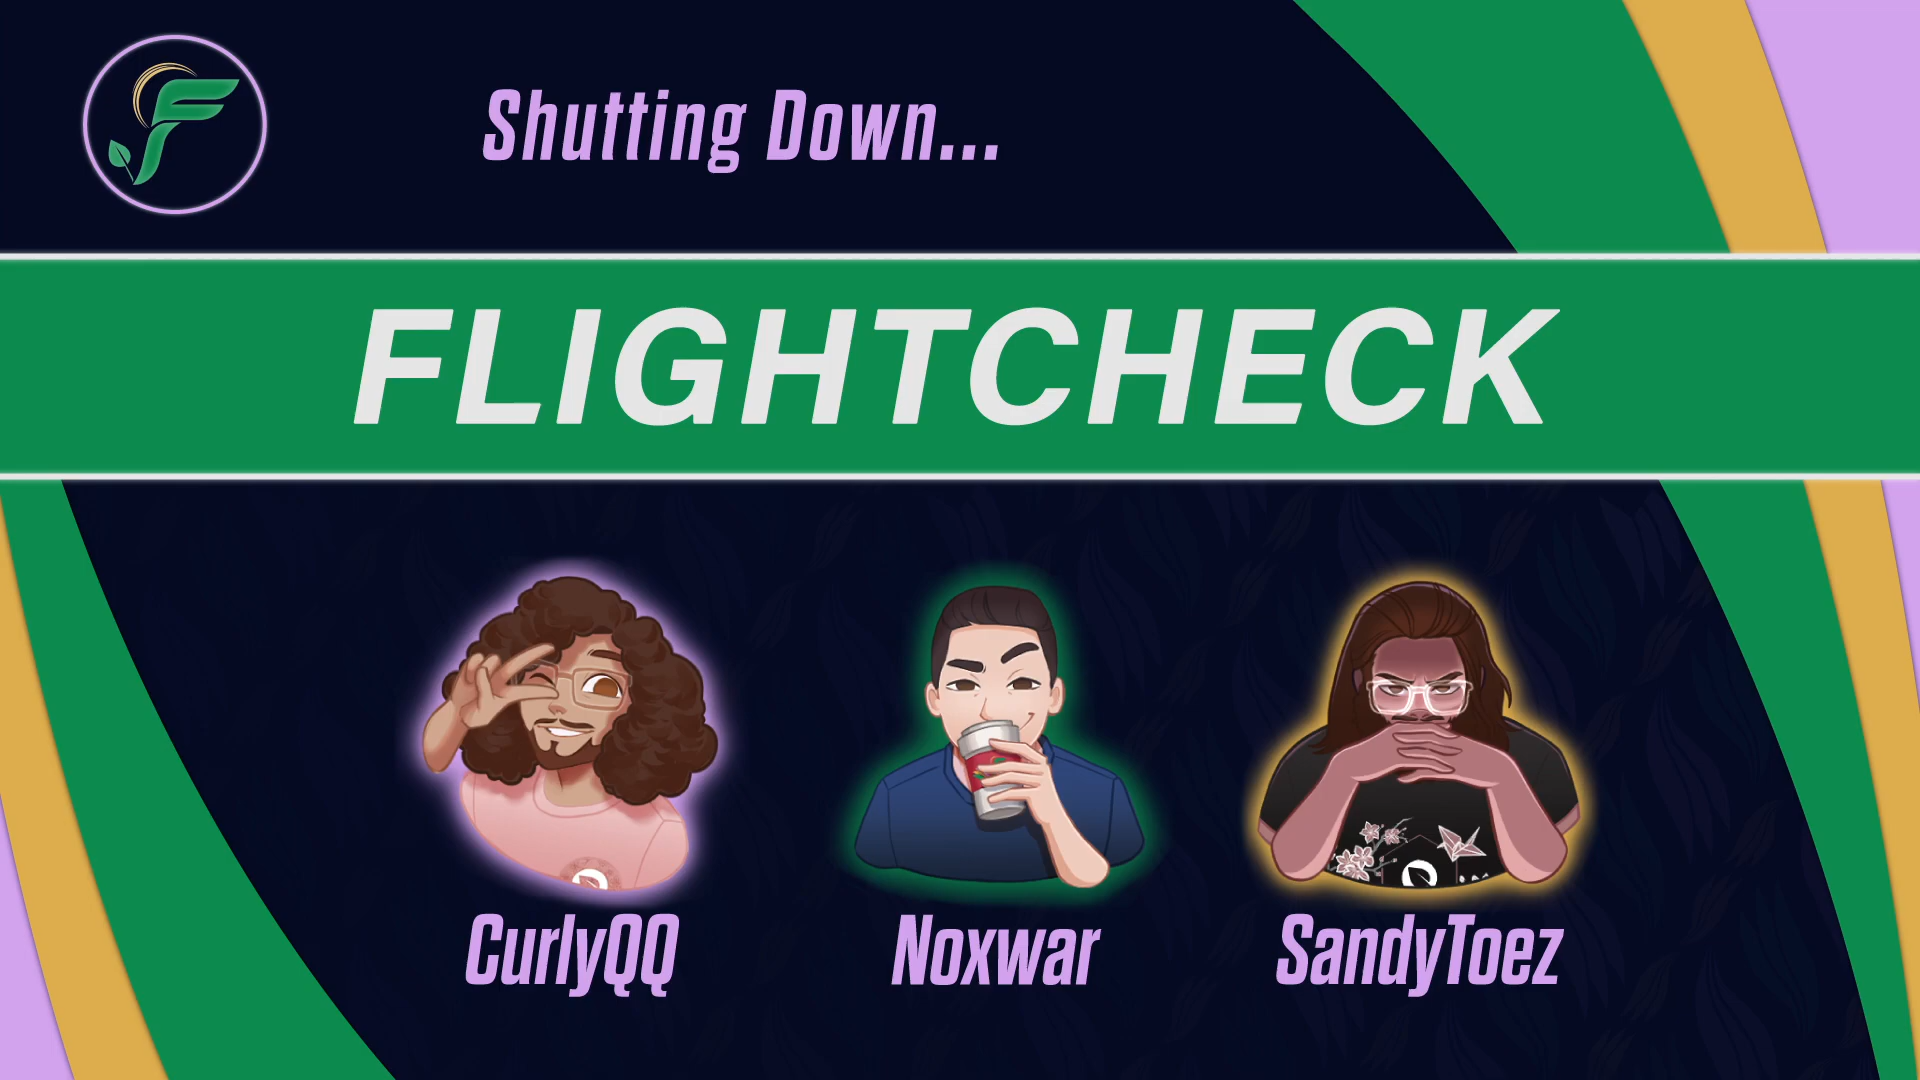 Shutting Down...
FLIGHTCHECK
CurlyQQ
Noxwar
SandyToez